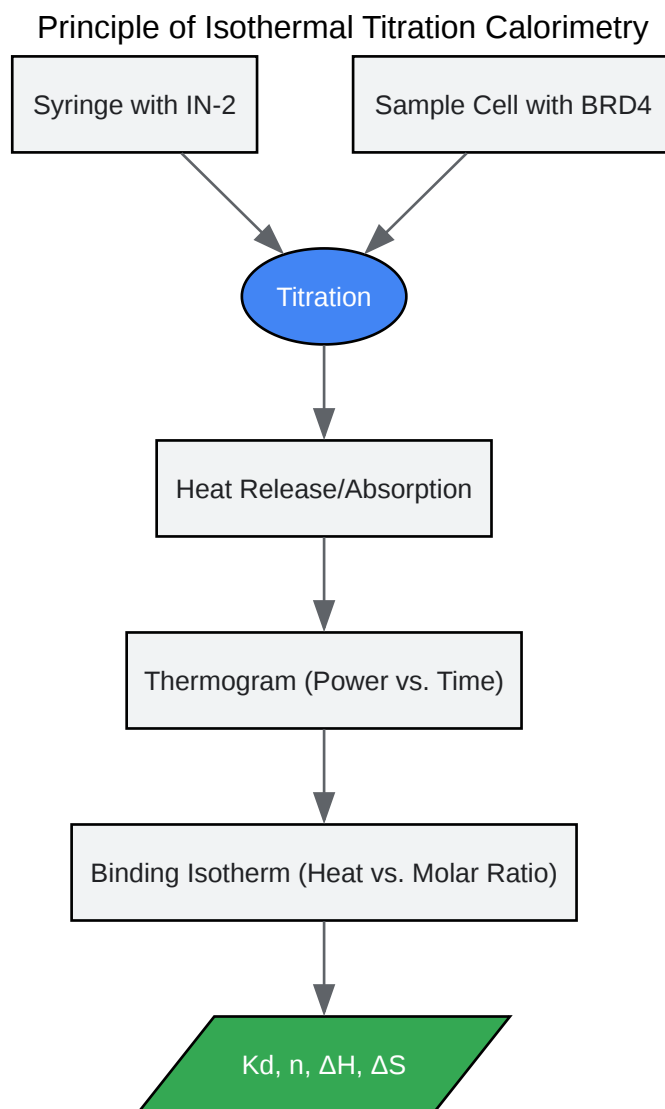 Principle of Isothermal Titration Calorimetry
Syringe with IN-2
Sample Cell with BRD4
Titration
Heat Release/Absorption
Thermogram (Power vs. Time)
Binding Isotherm (Heat vs. Molar Ratio)
Kd, n, ΔH, ΔS